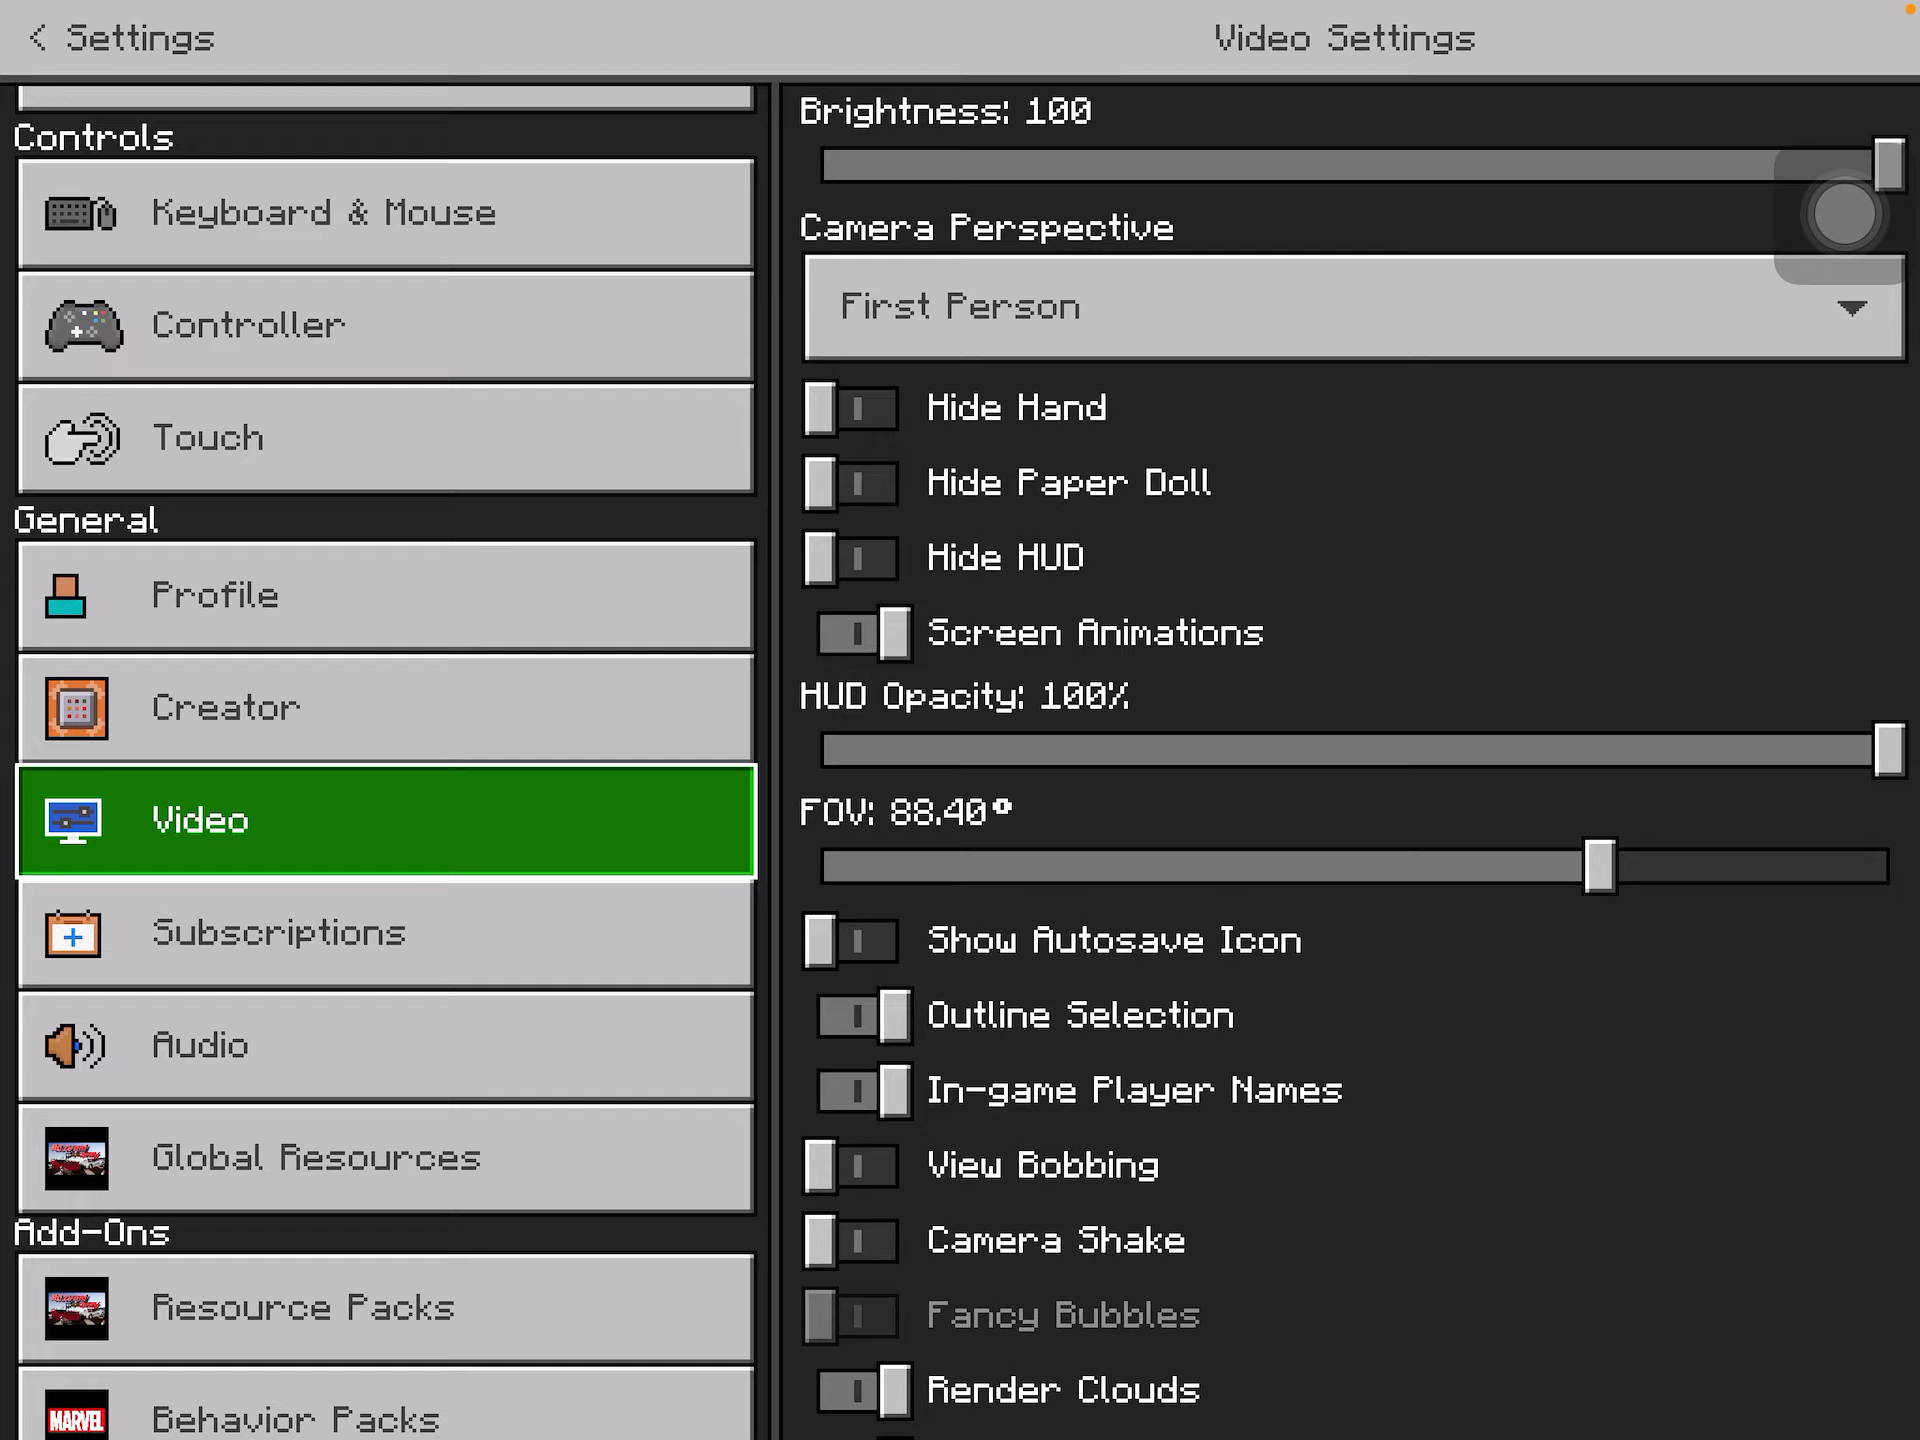 < Settings
Video Settings
Controls
Keyboard & Mouse
Controller
Touch
General
Profile
Creator
Video
Subscriptions
Audio
Global Resources
Add-Ons
Resource Packs
MARVEL
Behavior Packs
Brightness: 100
Camera Perspective
First Person
Hide Hand
Hide Paper Doll
Hide HUD
Screen Animations
HUD Opacity: 100%
FOV: 88.40°
Show Autosave Icon
Outline Selection
In-game Player Names
View Bobbing
Camera Shake
Fancy Bubbles
Render Clouds